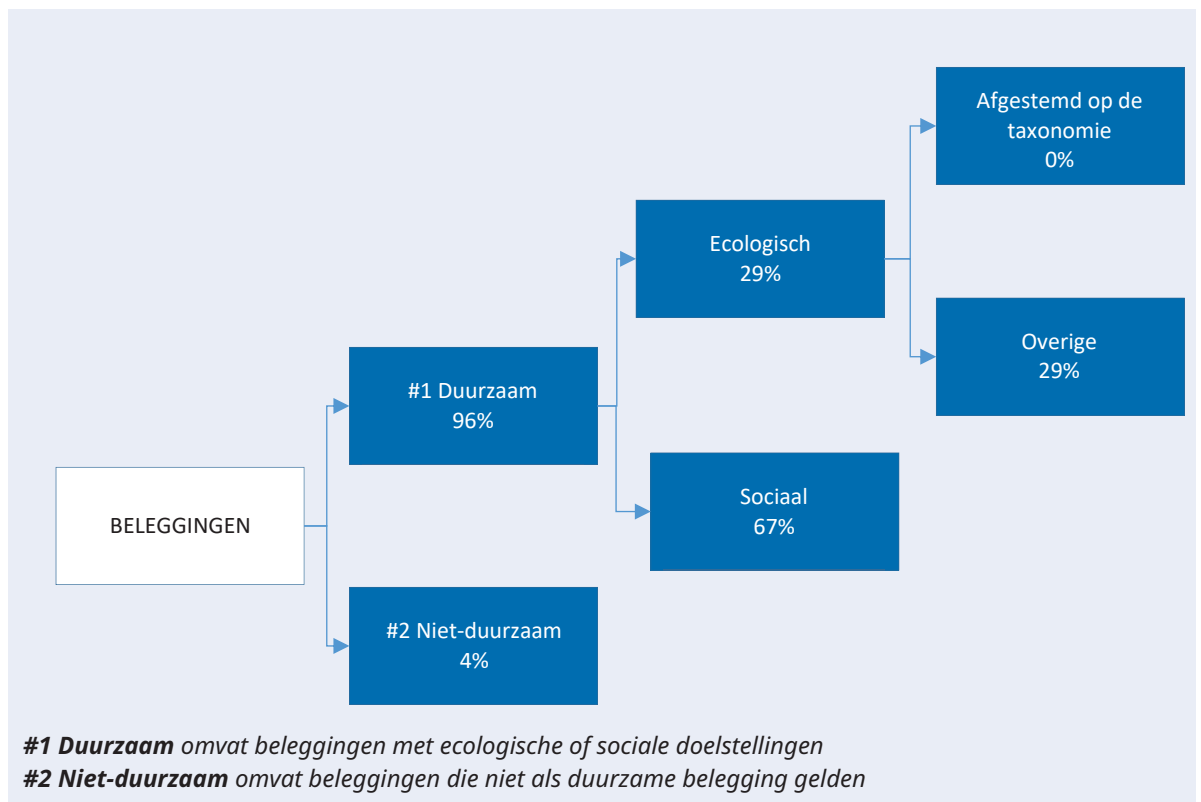 Afgestemd op de
taxonomie
0%
Ecologisch
29%
Overige
29%
#1 Duurzaam
96%
Sociaal
67%
BELEGGINGEN
#2 Niet-duurzaam
4%
#1 Duurzaam omvat beleggingen met ecologische of sociale doelstellingen
#2 Niet-duurzaam omvat beleggingen die niet als duurzame belegging gelden